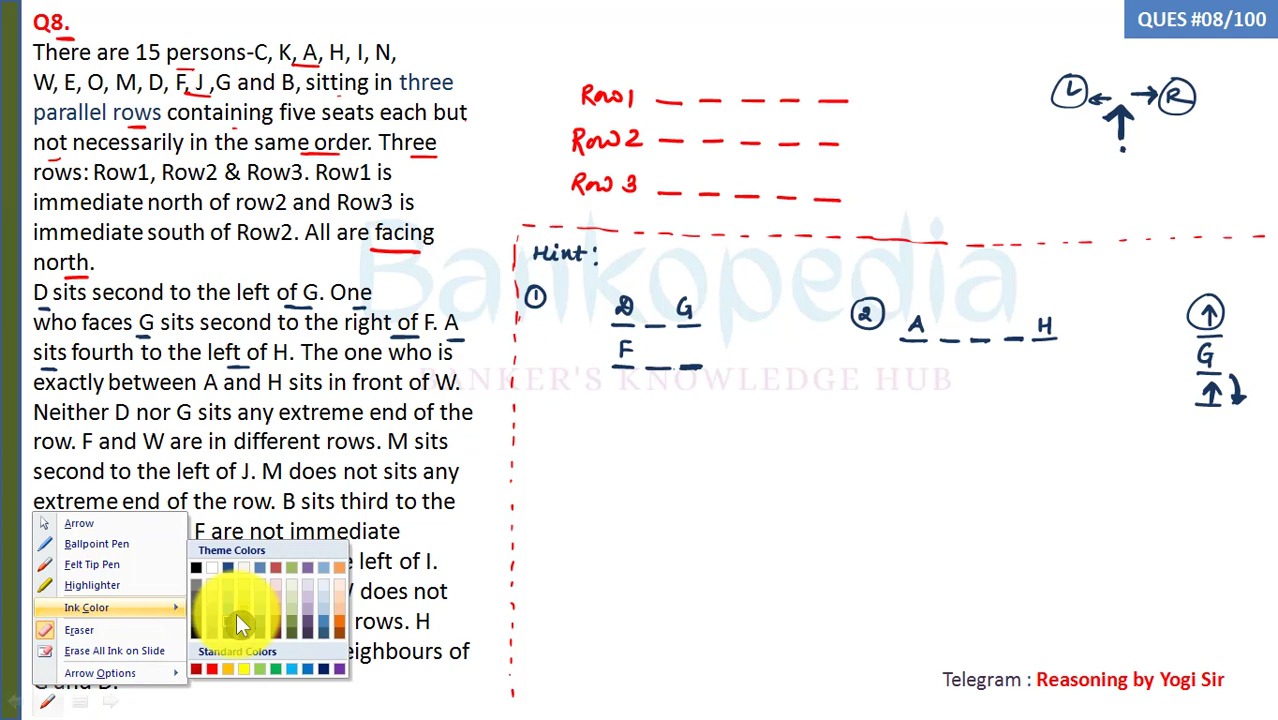 Q8.
There are 15 persons-C, K, A, H, I, N,
W, E, O, M, D, F, J ,G and B, sitting in three
parallel rows containing five seats each but
not necessarily in the same order. Three
rows: Row1, Row2 & Row3. Row1 is
immediate north of row2 and Row3 is
immediate south of Row2. All are facing
north.
D sits second to the left of G. One
who faces G sits second to the right of F. A
sits fourth to the left of H. The one who is
exactly between A and H sits in front of W.
Neither D nor G sits any extreme end of the
row. F and W are in different rows. M sits
second to the left of J. M does not sits any
extreme end of the row. B sits third to the
F are not immediate
e left of I.
does not
rows. H
eighbours of
Arrow
Ballpoint Pen
Felt Tip Pen
Highlighter
Ink Color
Eraser
Erase All Ink on Slide
Arrow Options
Theme Colors
Standard Colors
QUES #08/100
Row1
Row2
Row 3
L R
Hint:
1 D G
F
2 A H
G
Bankopedia
BANKER'S KNOWLEDGE HUB
Telegram : Reasoning by Yogi Sir